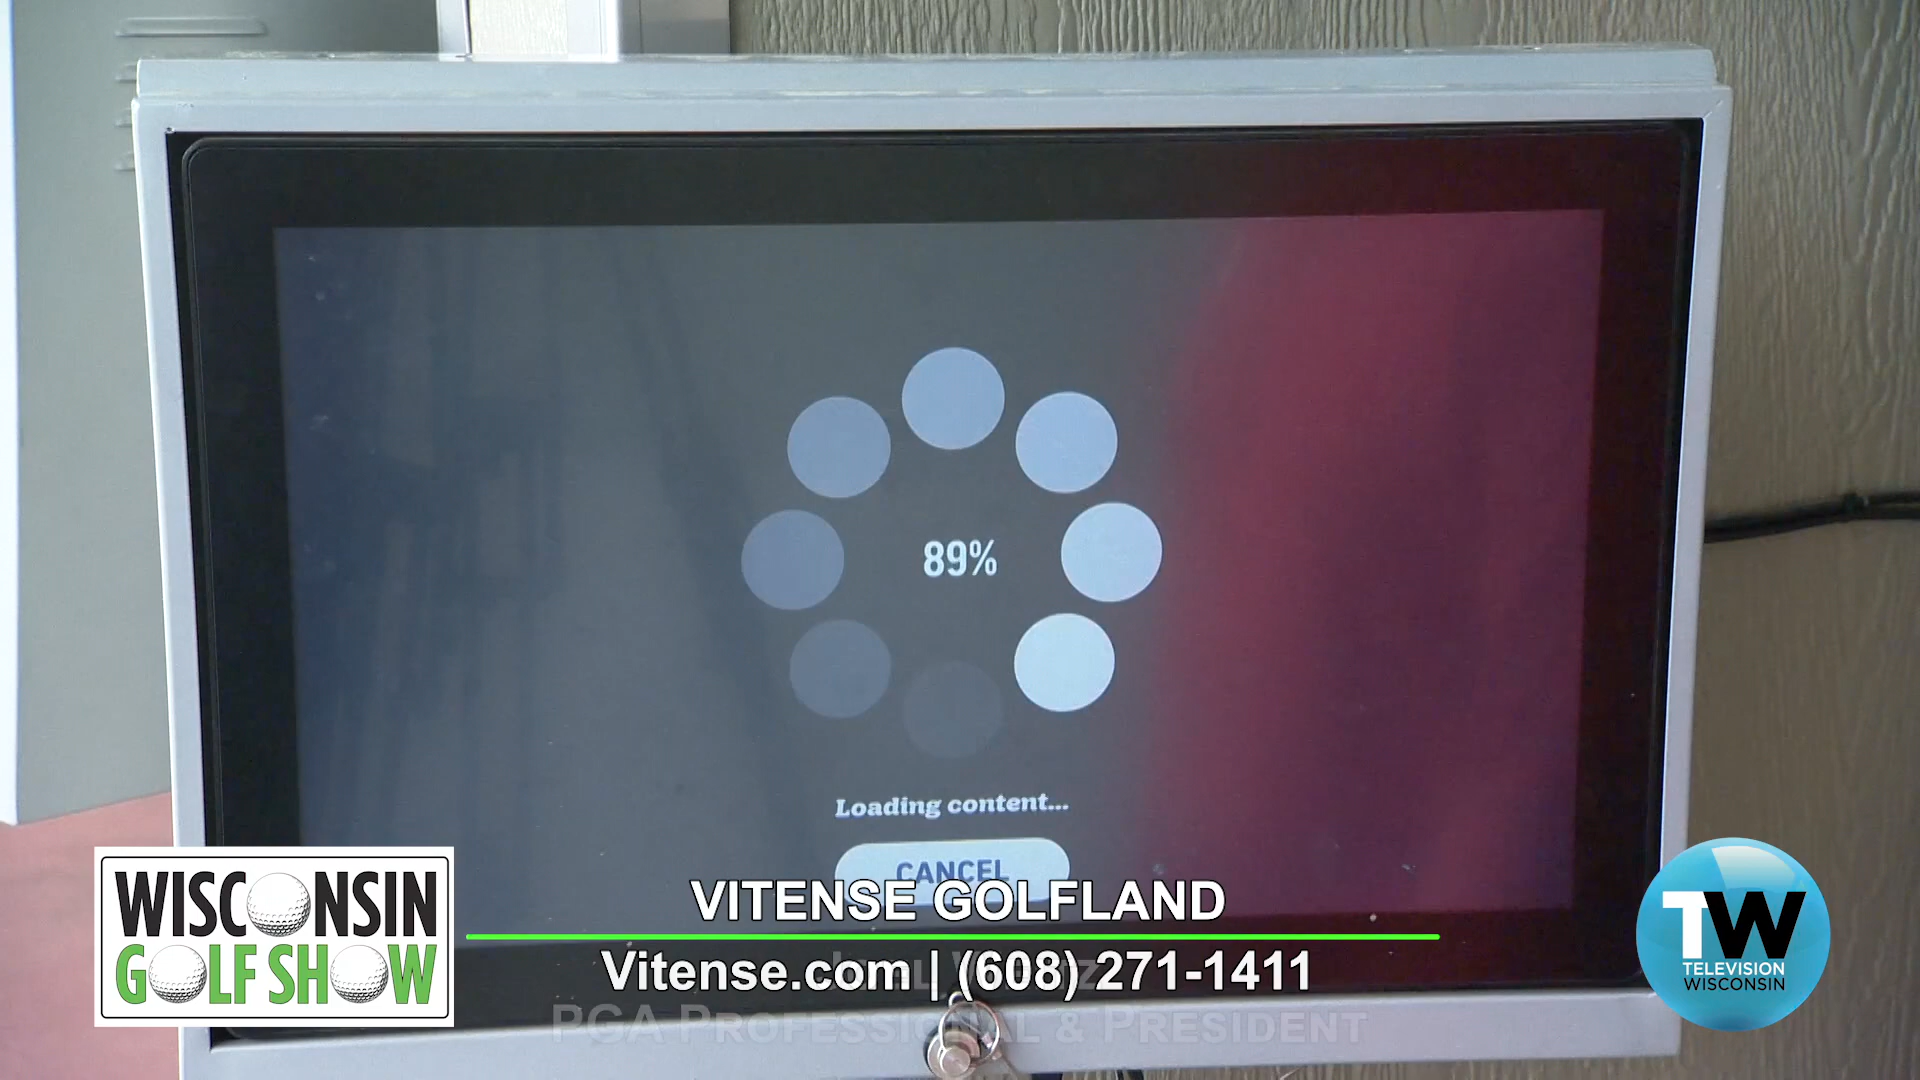 89%
Loading content...
CANCEL
VITENSE GOLFLAND
Vitense.com | (608) 271-1411
PGA PROFESSIONAL & PRESIDENT
WISCONSIN
GOLF SHOW
TW
TELEVISION
WISCONSIN